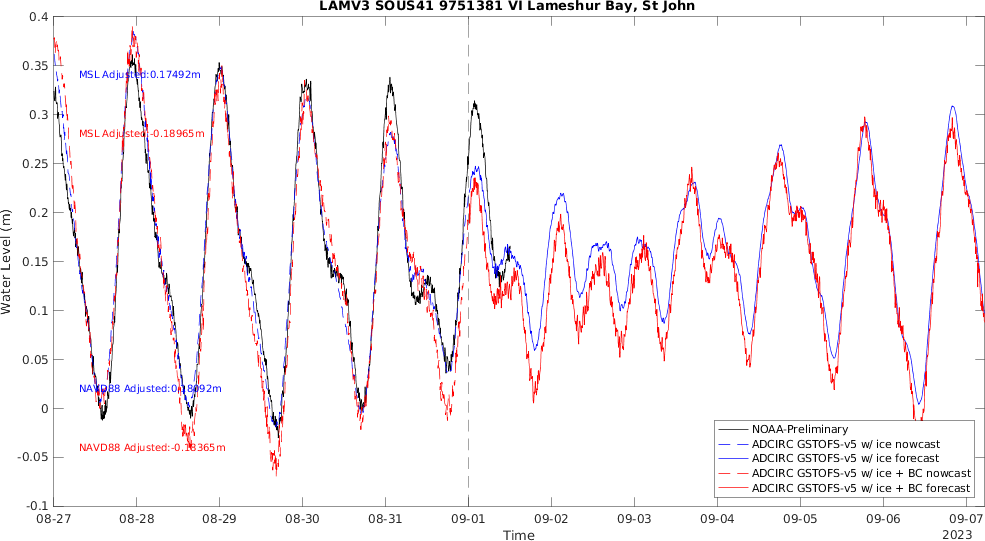 LAMV3 SOUS41 9751381 VI Lameshur Bay, St John
Water Level (m)
0.4
0.35
0.3
0.25
0.2
0.15
0.1
0.05
0
-0.05
-0.1
MSL Adjusted:0.17492m
MSL Adjusted:-0.18965m
NAVD88 Adjusted:0.18092m
NAVD88 Adjusted:-0.18365m
NOAA-Preliminary
ADCIRC GSTOFS-v5 w/ ice nowcast
ADCIRC GSTOFS-v5 w/ ice forecast
ADCIRC GSTOFS-v5 w/ ice + BC nowcast
ADCIRC GSTOFS-v5 w/ ice + BC forecast
08-27 08-28 08-29 08-30 08-31 09-01 09-02 09-03 09-04 09-05 09-06 09-07
Time
2023